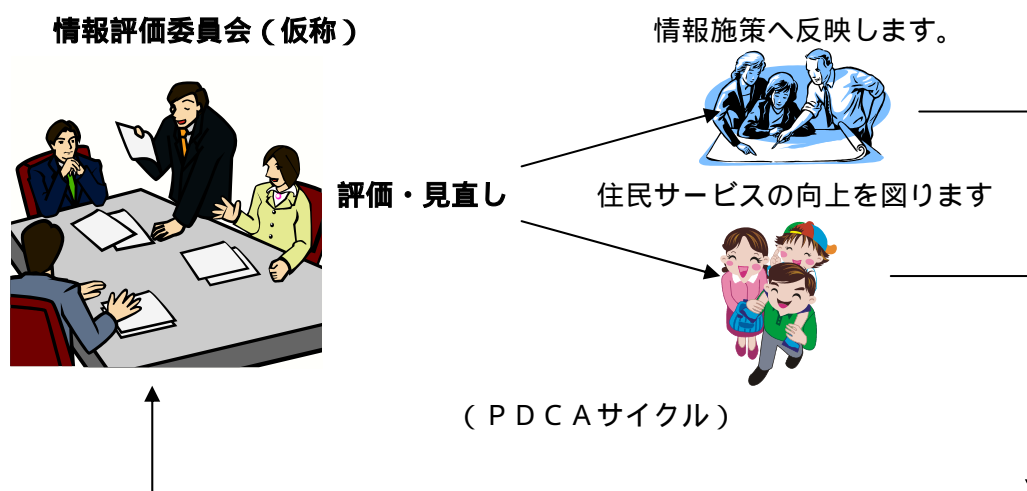 情報評価委員会（仮称）
情報施策へ反映します。
評価・見直し
住民サービスの向上を図ります
（ＰＤＣＡサイクル）